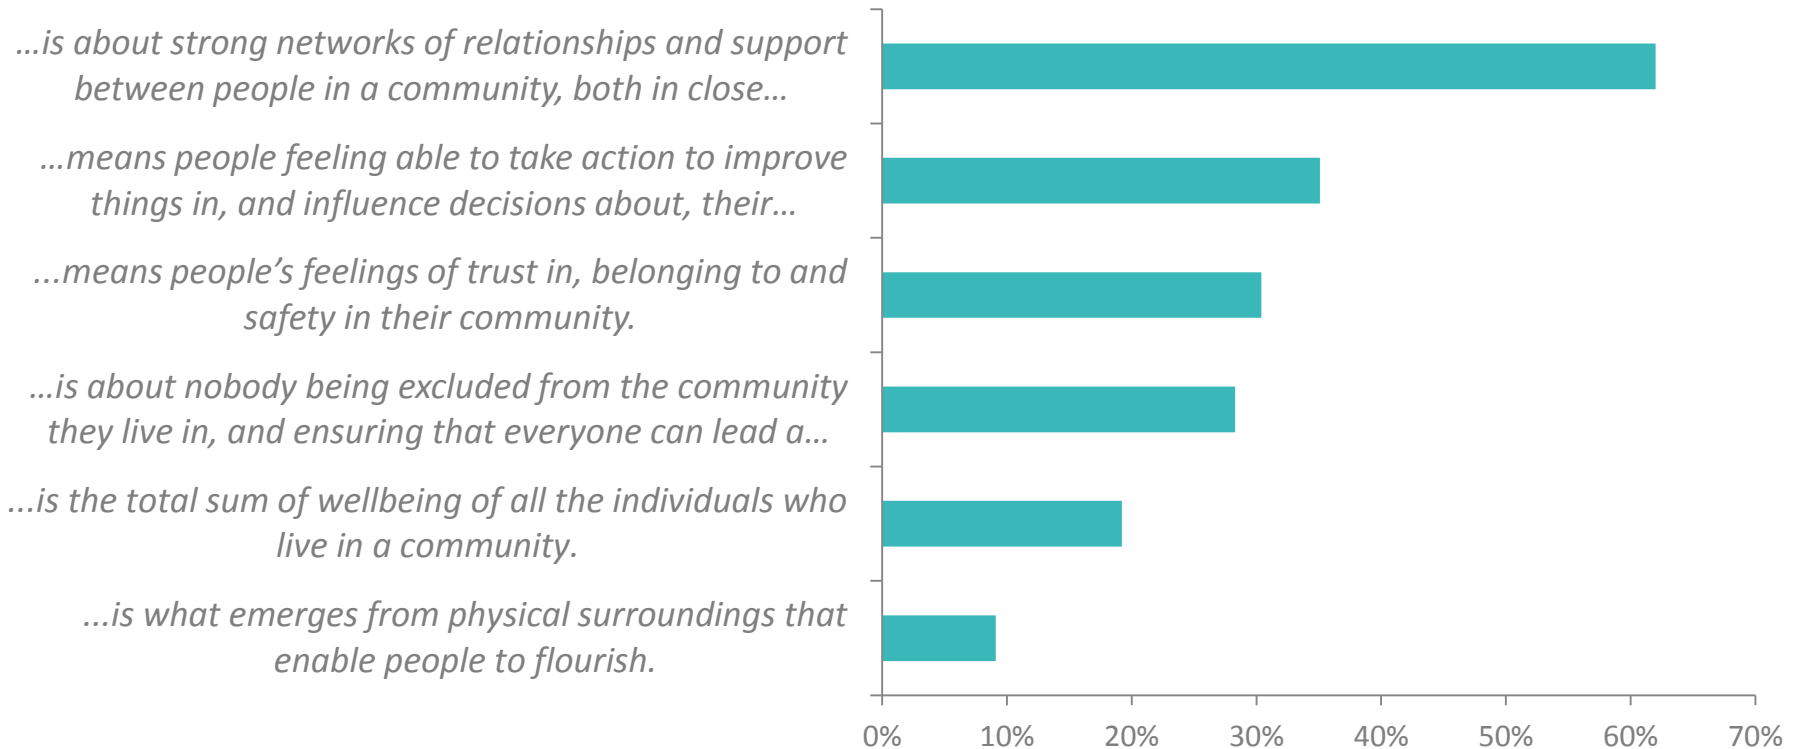 …is about strong networks of relationships and support
between people in a community, both in close…
…means people feeling able to take action to improve
things in, and influence decisions about, their…
...means people’s feelings of trust in, belonging to and
safety in their community.
…is about nobody being excluded from the community
they live in, and ensuring that everyone can lead a…
...is the total sum of wellbeing of all the individuals who
live in a community.
...is what emerges from physical surroundings that
enable people to flourish.
0% 10% 20% 30% 40% 50% 60% 70%